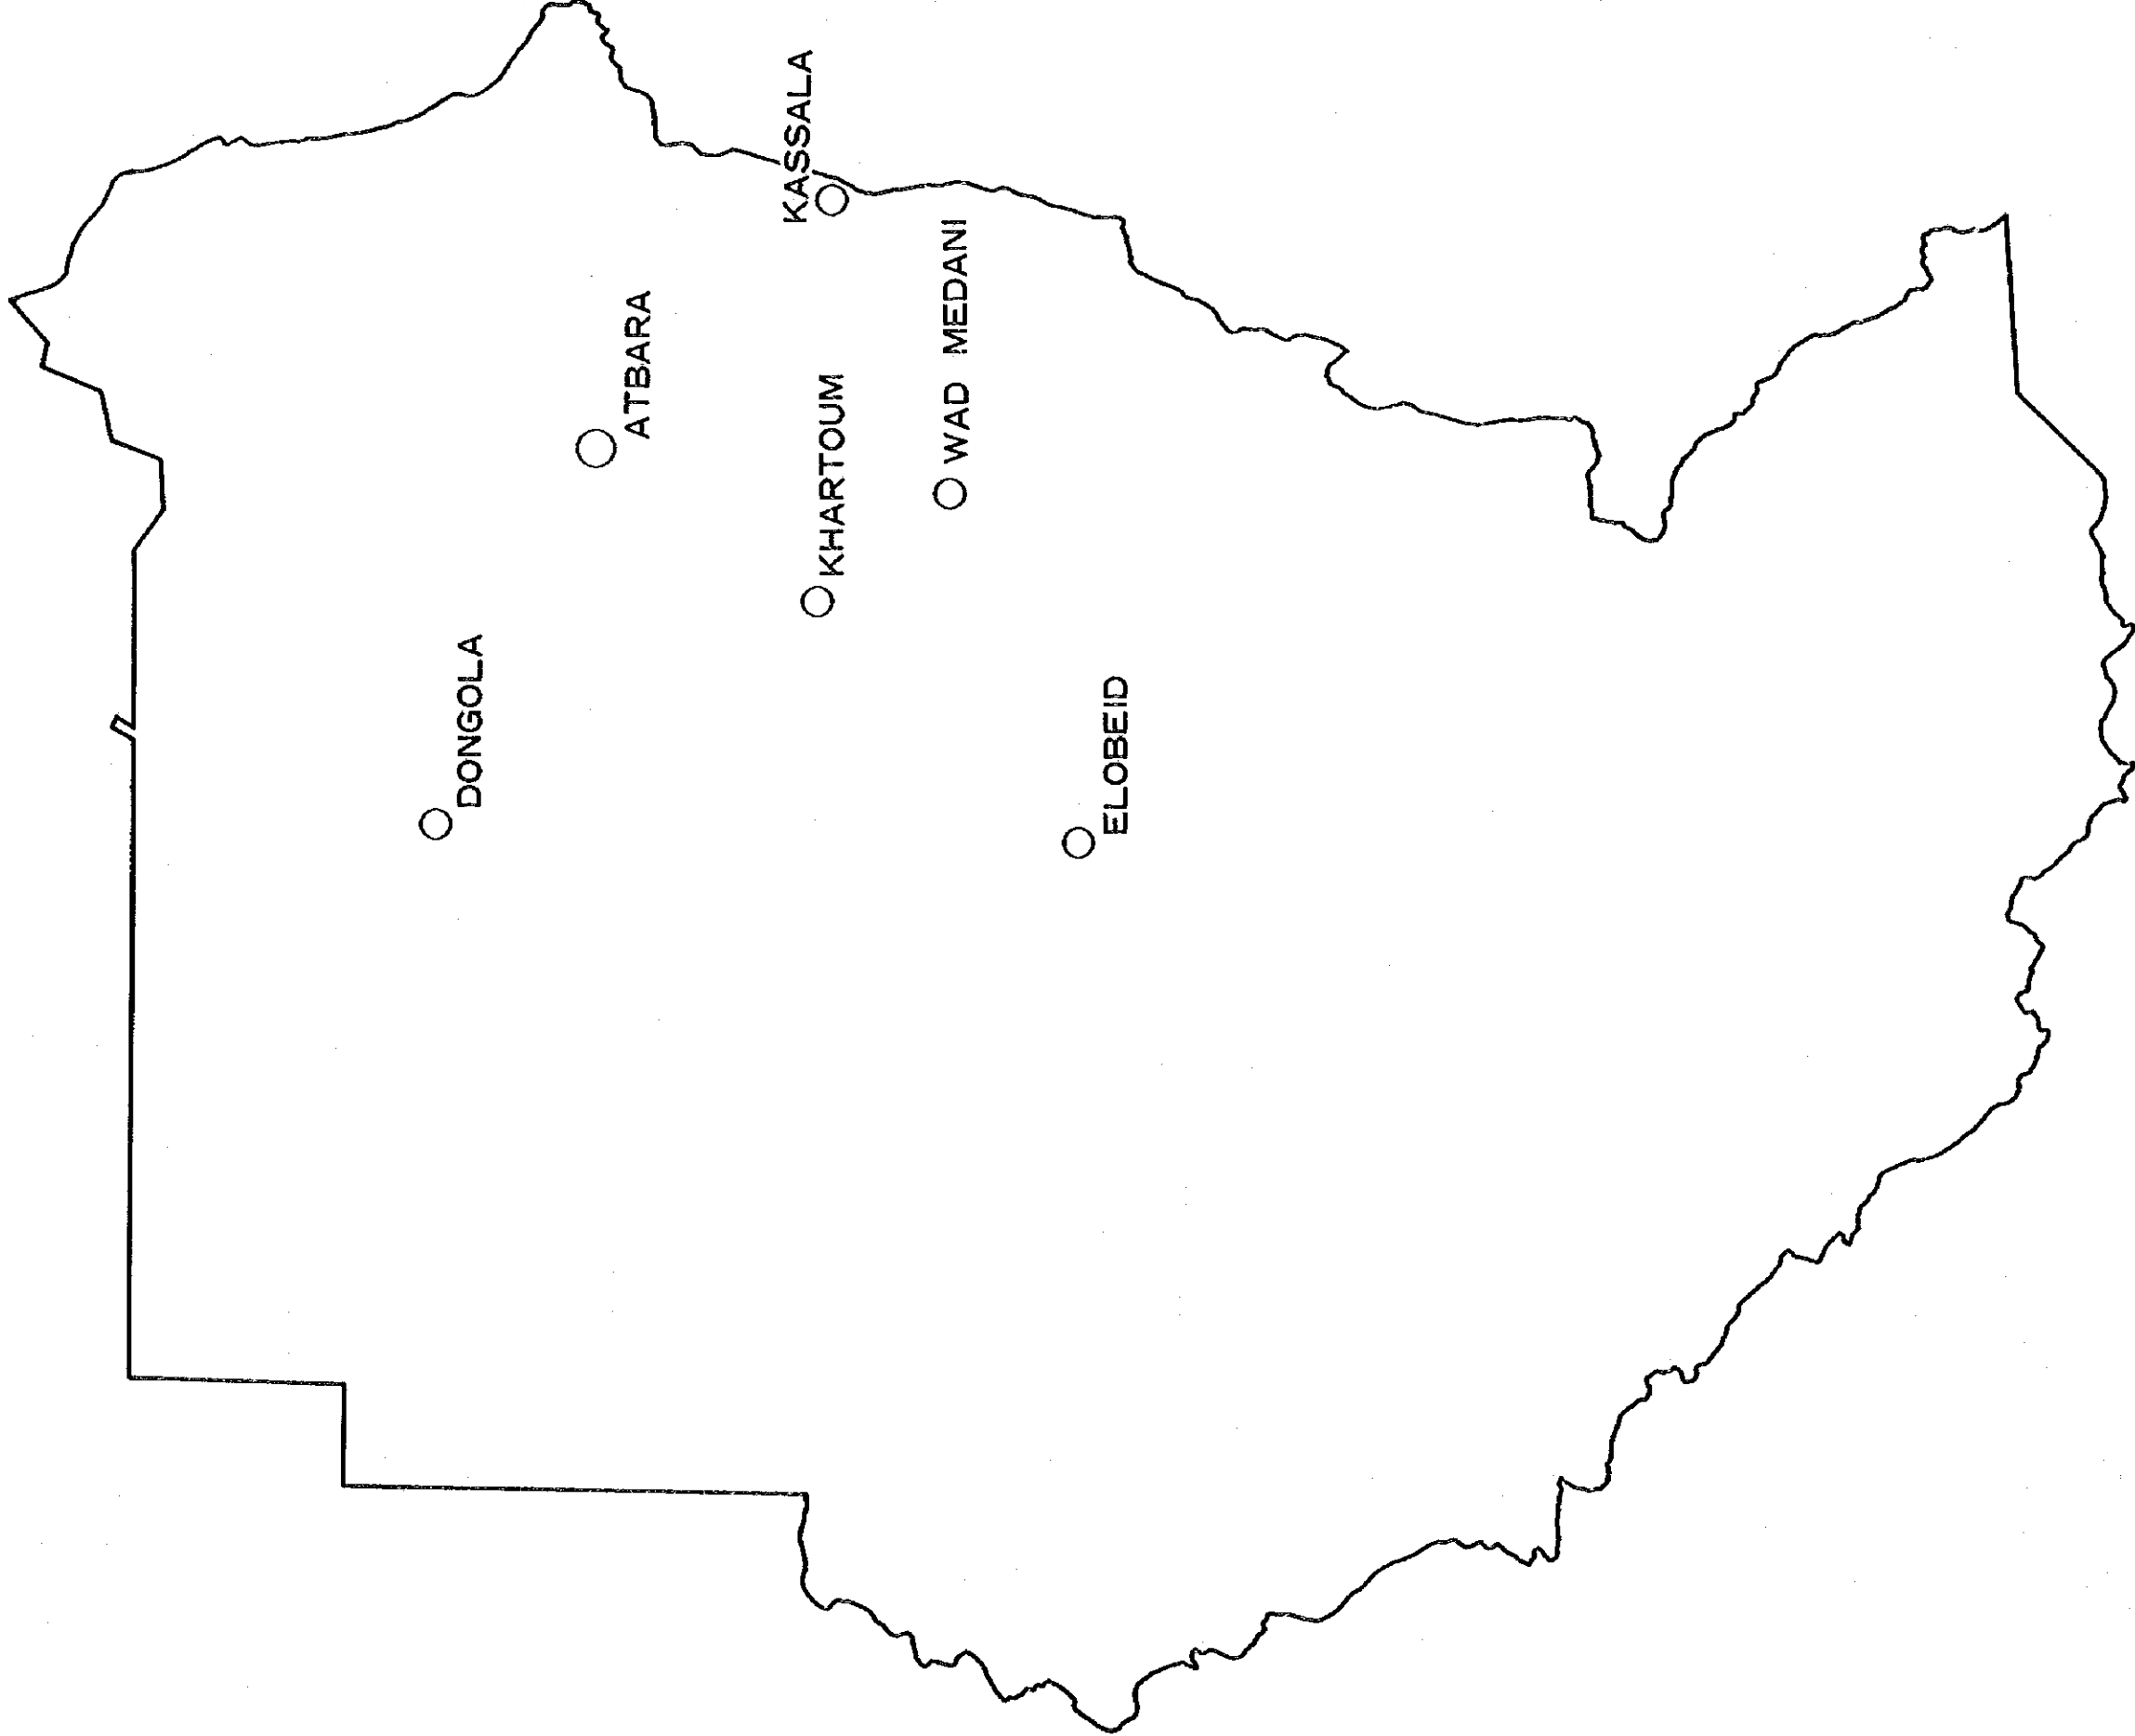 DONGOLA
ATBARA
KASSALA
KHARTOUM
WAD MEDANI
ELOBEID